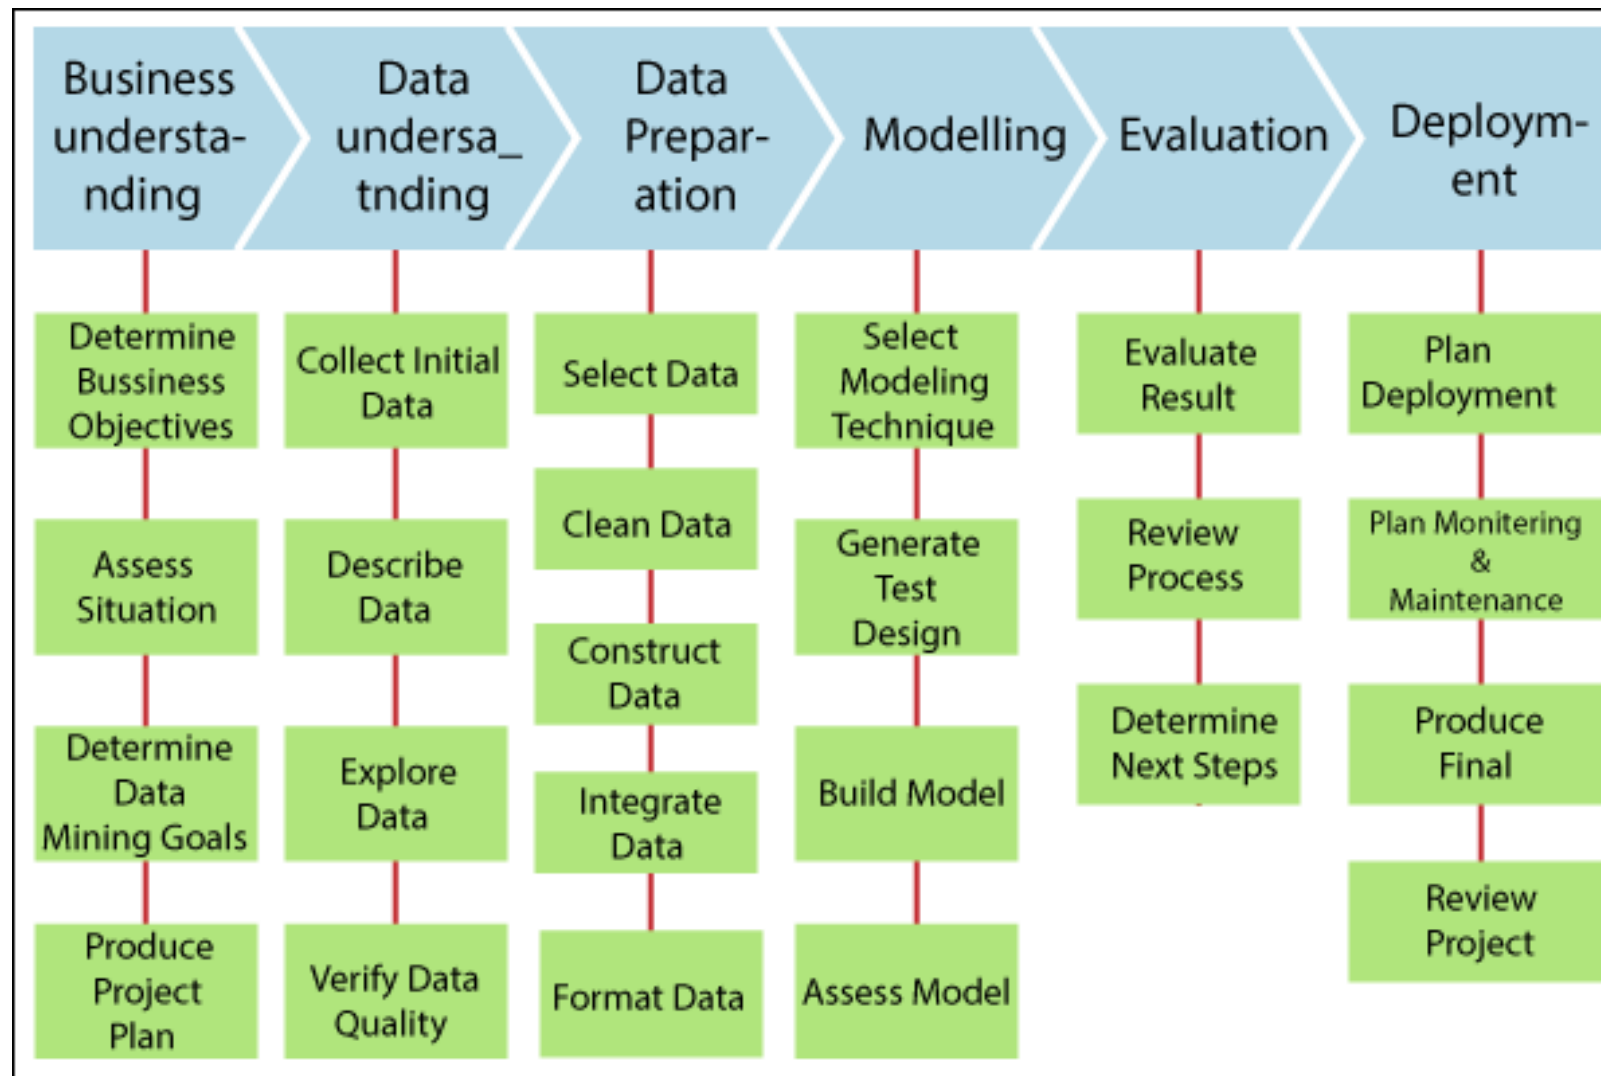 Business
understa-
nding
Data
undersa_
tnding
Data
Prepar-
ation
Modelling
Evaluation
Deploym-
ent
Determine
Bussiness
Objectives
Assess
Situation
Determine
Data
Mining Goals
Produce
Project
Plan
Collect Initial
Data
Describe
Data
Explore
Data
Verify Data
Quality
Select Data
Clean Data
Construct
Data
Integrate
Data
Format Data
Select
Modeling
Technique
Generate
Test
Design
Build Model
Assess Model
Evaluate
Result
Review
Process
Determine
Next Steps
Plan
Deployment
Plan Monitering
&
Maintenance
Produce
Final
Review
Project